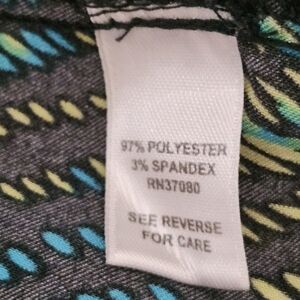 97% POLYESTER
3% SPANDEX
RN37080
SEE REVERSE
FOR CARE